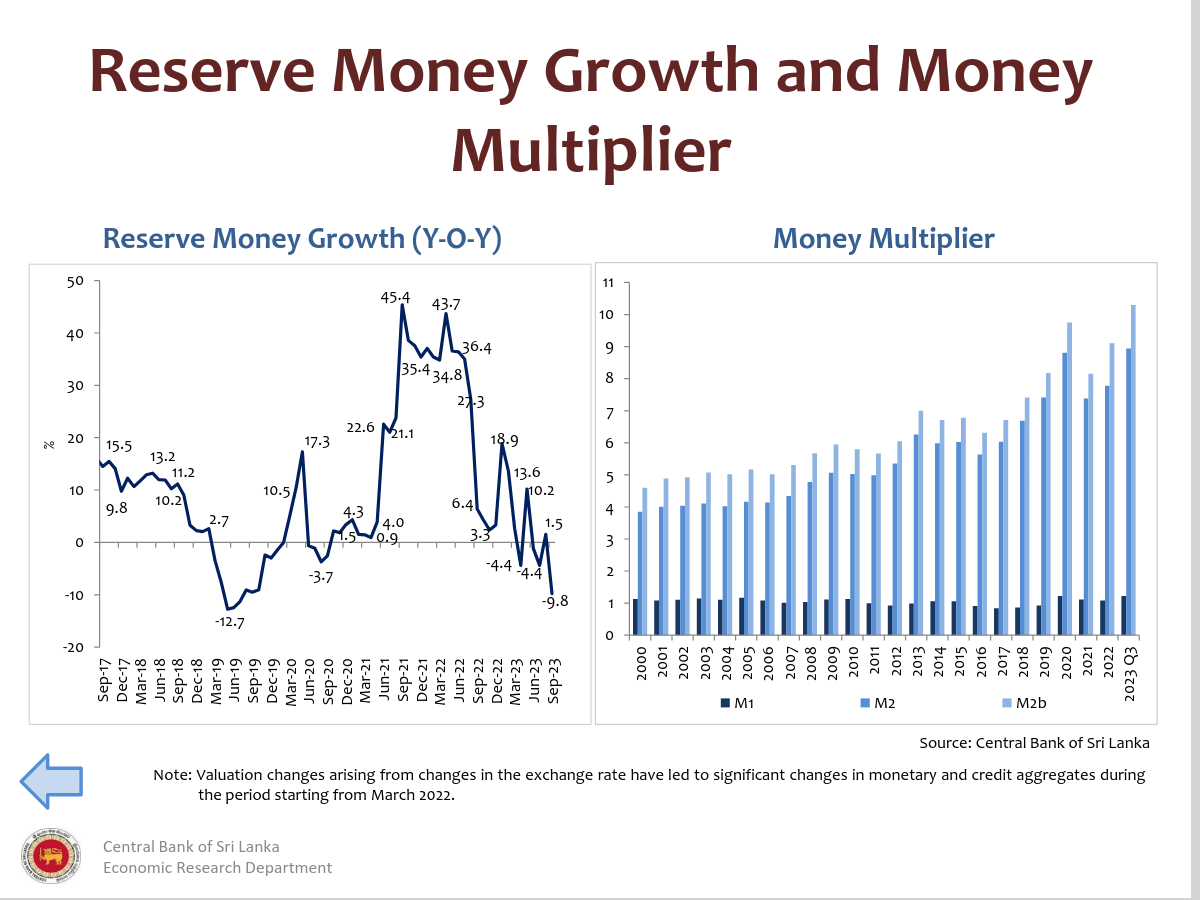 Reserve Money Growth and Money
Multiplier
Reserve Money Growth (Y-O-Y)
50
40
30
20
10
0
-10
-20
%
15.5
9.8
13.2
10.2
11.2
2.7
-12.7
10.5
17.3
-3.7
1.5
4.3
0.9
4.0
22.6
21.1
45.4
35.4
34.8
43.7
36.4
27.3
6.4
3.3
18.9
13.6
-4.4
10.2
-4.4
1.5
-9.8
Sep-17
Dec-17
Mar-18
Jun-18
Sep-18
Dec-18
Mar-19
Jun-19
Sep-19
Dec-19
Mar-20
Jun-20
Sep-20
Dec-20
Mar-21
Jun-21
Sep-21
Dec-21
Mar-22
Jun-22
Sep-22
Dec-22
Mar-23
Jun-23
Sep-23
Money Multiplier
11
10
9
8
7
6
5
4
3
2
1
0
2000
2001
2002
2003
2004
2005
2006
2007
2008
2009
2010
2011
2012
2013
2014
2015
2016
2017
2018
2019
2020
2021
2022
2023 Q3
M1
M2
M2b
Source: Central Bank of Sri Lanka
Note: Valuation changes arising from changes in the exchange rate have led to significant changes in monetary and credit aggregates during
the period starting from March 2022.
Central Bank of Sri Lanka
Economic Research Department